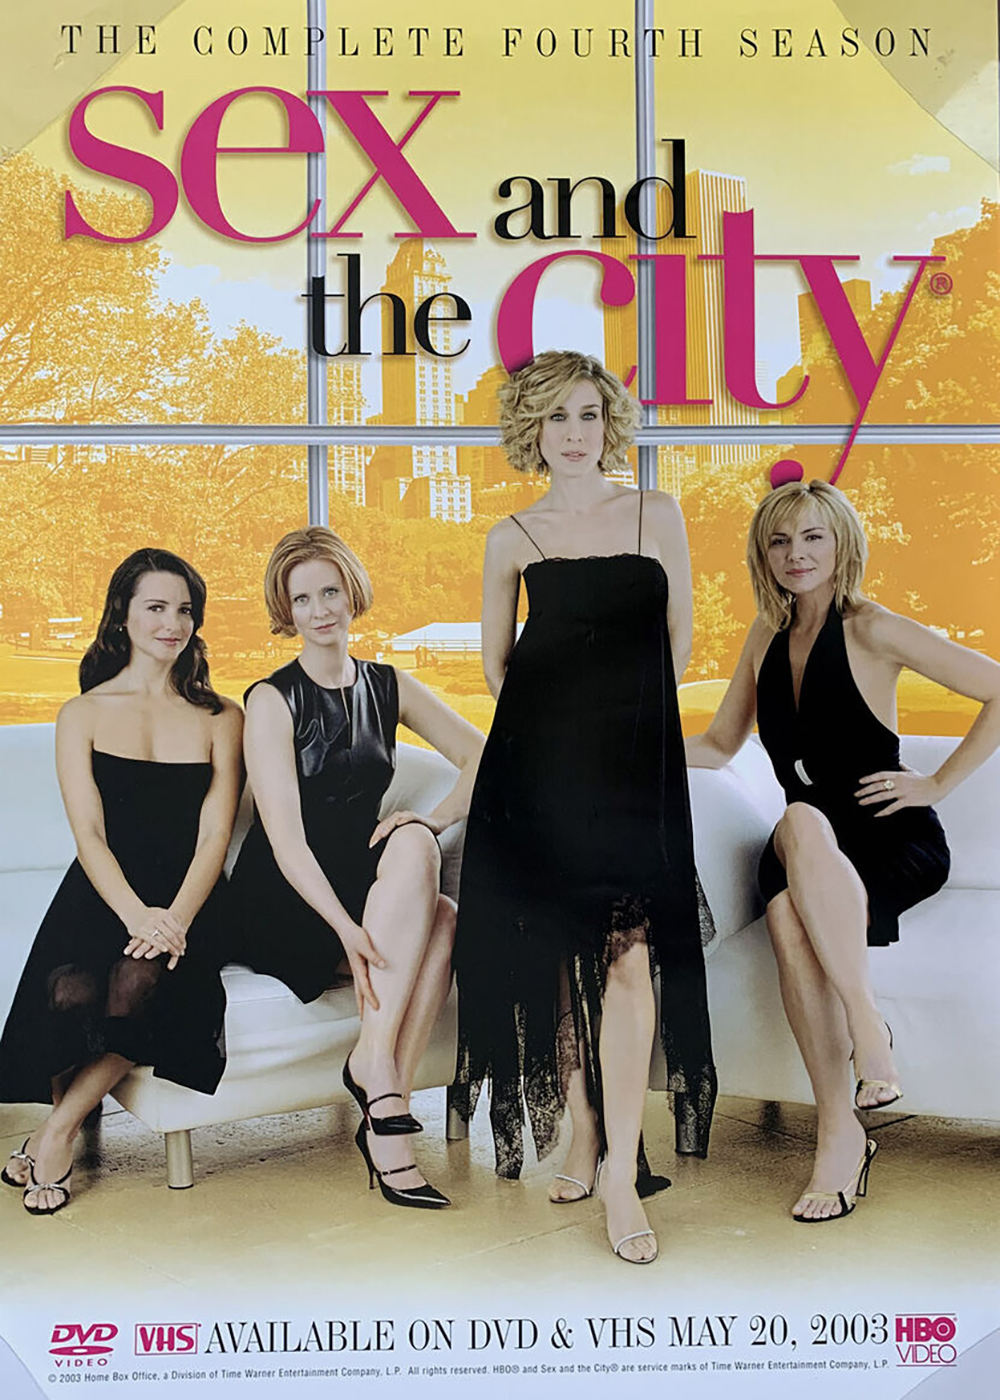 THE COMPLETE FOURTH SEASON
sex and
the city®
DVD VIDEO VHS AVAILABLE ON DVD & VHS MAY 20, 2003 HBO VIDEO
© 2003 Home Box Office, a Division of Time Warner Entertainment Company, L.P. All rights reserved. HBO® and Sex and the City® are service marks of Time Warner Entertainment Company, L.P.